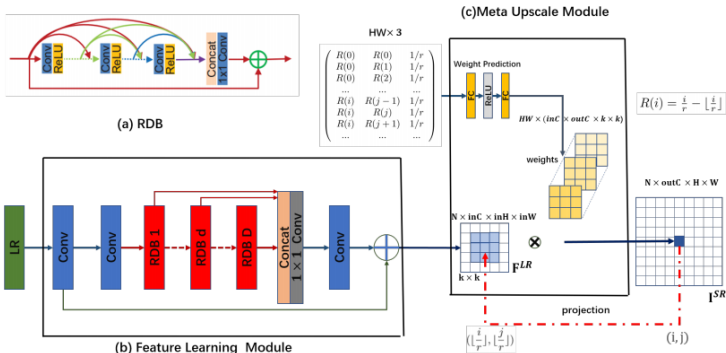 (c)Meta Upscale Module
HW× 3
Conv
ReLU
Conv
ReLU
Conv
ReLU
Concat
1x1 Conv
(a) RDB
R(0) R(0) 1/r
R(0) R(1) 1/r
R(0) R(2) 1/r
... ... ...
R(i) R(j − 1) 1/r
R(i) R(j) 1/r
R(i) R(j + 1) 1/r
... ... ...
Weight Prediction
FC
ReLU
FC
HW × (inC × outC × k × k)
weights
R(i) = i/r − ⌊i/r⌋
LR
Conv
Conv
RDB 1
RDB d
RDB D
Concat
1 × 1 Conv
Conv
(b) Feature Learning Module
N × inC × inH × inW
k × k
F^LR
⊗
N × outC × H × W
I^SR
projection
(⌊i/r⌋, ⌊j/r⌋)
(i, j)